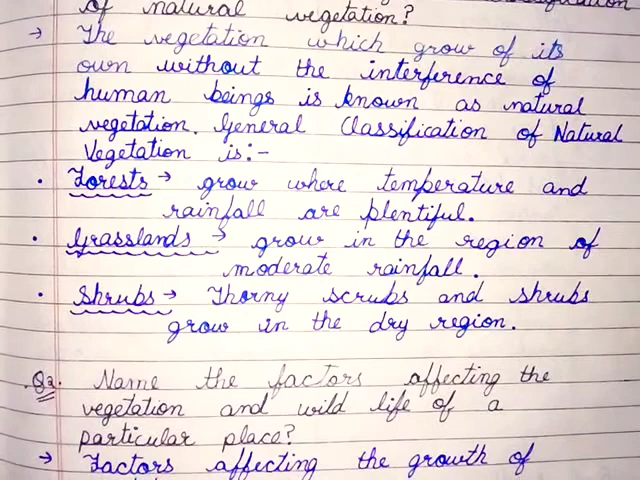 of natural vegetation?
→ The vegetation which grow of its
own without the interference of
human beings is known as natural
vegetation. General Classification of Natural
Vegetation is:-
• Forests → grow where temperature and
rainfall are plentiful.
• Grasslands → grow in the region of
moderate rainfall.
• Shrubs → Thorny scrubs and shrubs
grow in the dry region.
Q2. Name the factors affecting the
vegetation and wild life of a
particular place?
→ Factors affecting the growth of